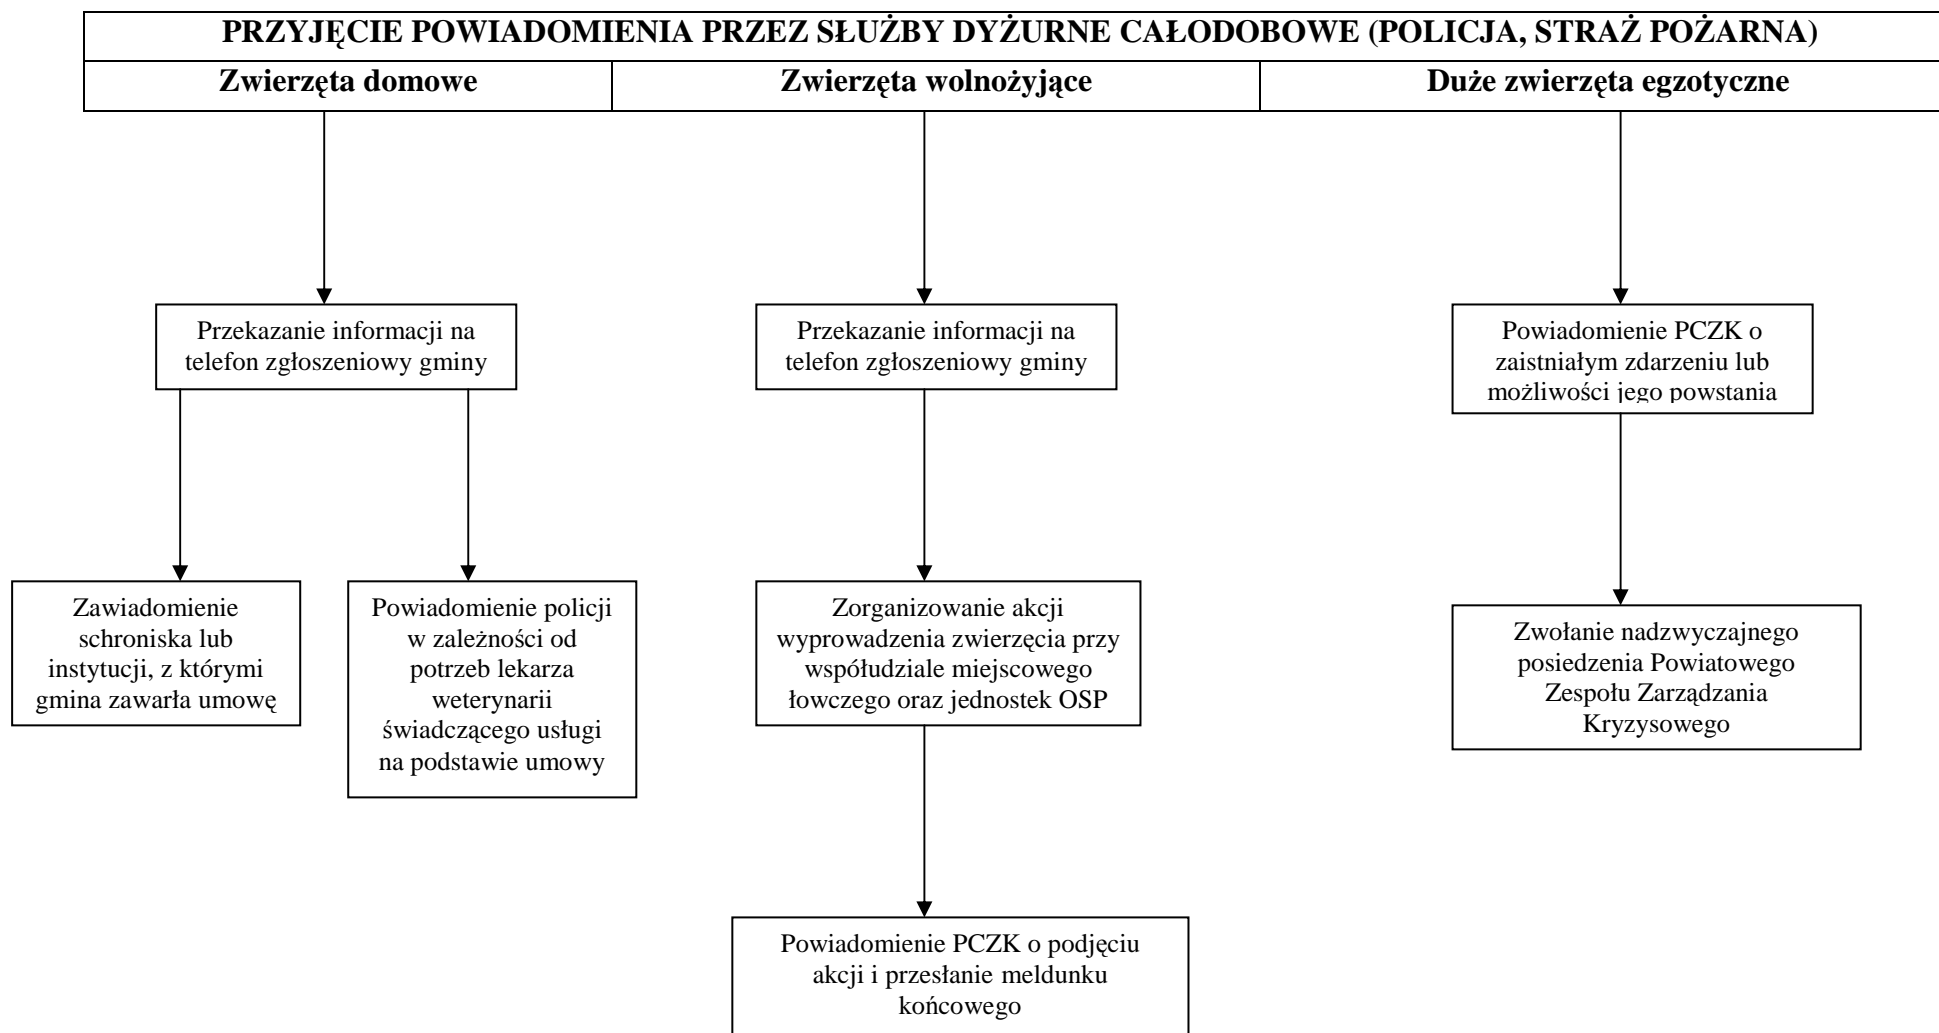 PRZYJĘCIE POWIADOMIENIA PRZEZ SŁUŻBY DYŻURNE CAŁODOBOWE (POLICJA, STRAŻ POŻARNA)
Zwierzęta domowe
Zwierzęta wolnożyjące
Duże zwierzęta egzotyczne
Przekazanie informacji na
telefon zgłoszeniowy gminy
Przekazanie informacji na
telefon zgłoszeniowy gminy
Powiadomienie PCZK o
zaistniałym zdarzeniu lub
możliwości jego powstania
Zawiadomienie
schroniska lub
instytucji, z którymi
gmina zawarła umowę
Powiadomienie policji
w zależności od
potrzeb lekarza
weterynarii
świadczącego usługi
na podstawie umowy
Zorganizowanie akcji
wyprowadzenia zwierzęcia przy
współudziale miejscowego
łowczego oraz jednostek OSP
Zwołanie nadzwyczajnego
posiedzenia Powiatowego
Zespołu Zarządzania
Kryzysowego
Powiadomienie PCZK o podjęciu
akcji i przesłanie meldunku
końcowego